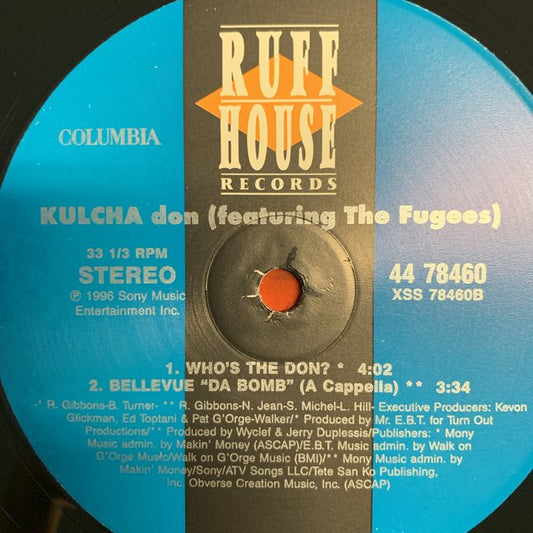 RUFF
HOUSE
RECORDS
COLUMBIA
KULCHA don (featuring The Fugees)
33 1/3 RPM
STEREO
℗ 1996 Sony Music
Entertainment Inc.
44 78460
XSS 78460B
1. WHO'S THE DON? * 4:02
2. BELLEVUE "DA BOMB" (A Cappella) ** 3:34
-* R. Gibbons-B. Turner- ** R. Gibbons-N. Jean-S. Michel-L. Hill- Executive Producers: Kevon
Glickman, Ed Toptani & Pat G'Orge-Walker/* Produced by Mr. E.B.T. for Turn Out
Productions/** Produced by Wyclef & Jerry Duplessis/Publishers: * Mony
Music admin. by Makin' Money (ASCAP)/E.B.T. Music admin. by Walk on
G'Orge Music/Walk on G'Orge Music (BMI)/** Mony Music admin. by
Makin' Money/Sony/ATV Songs LLC/Tete San Ko Publishing,
Inc. Obverse Creation Music, Inc. (ASCAP)